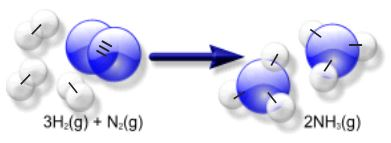 3H₂(g) + N₂(g) 2NH₃(g)